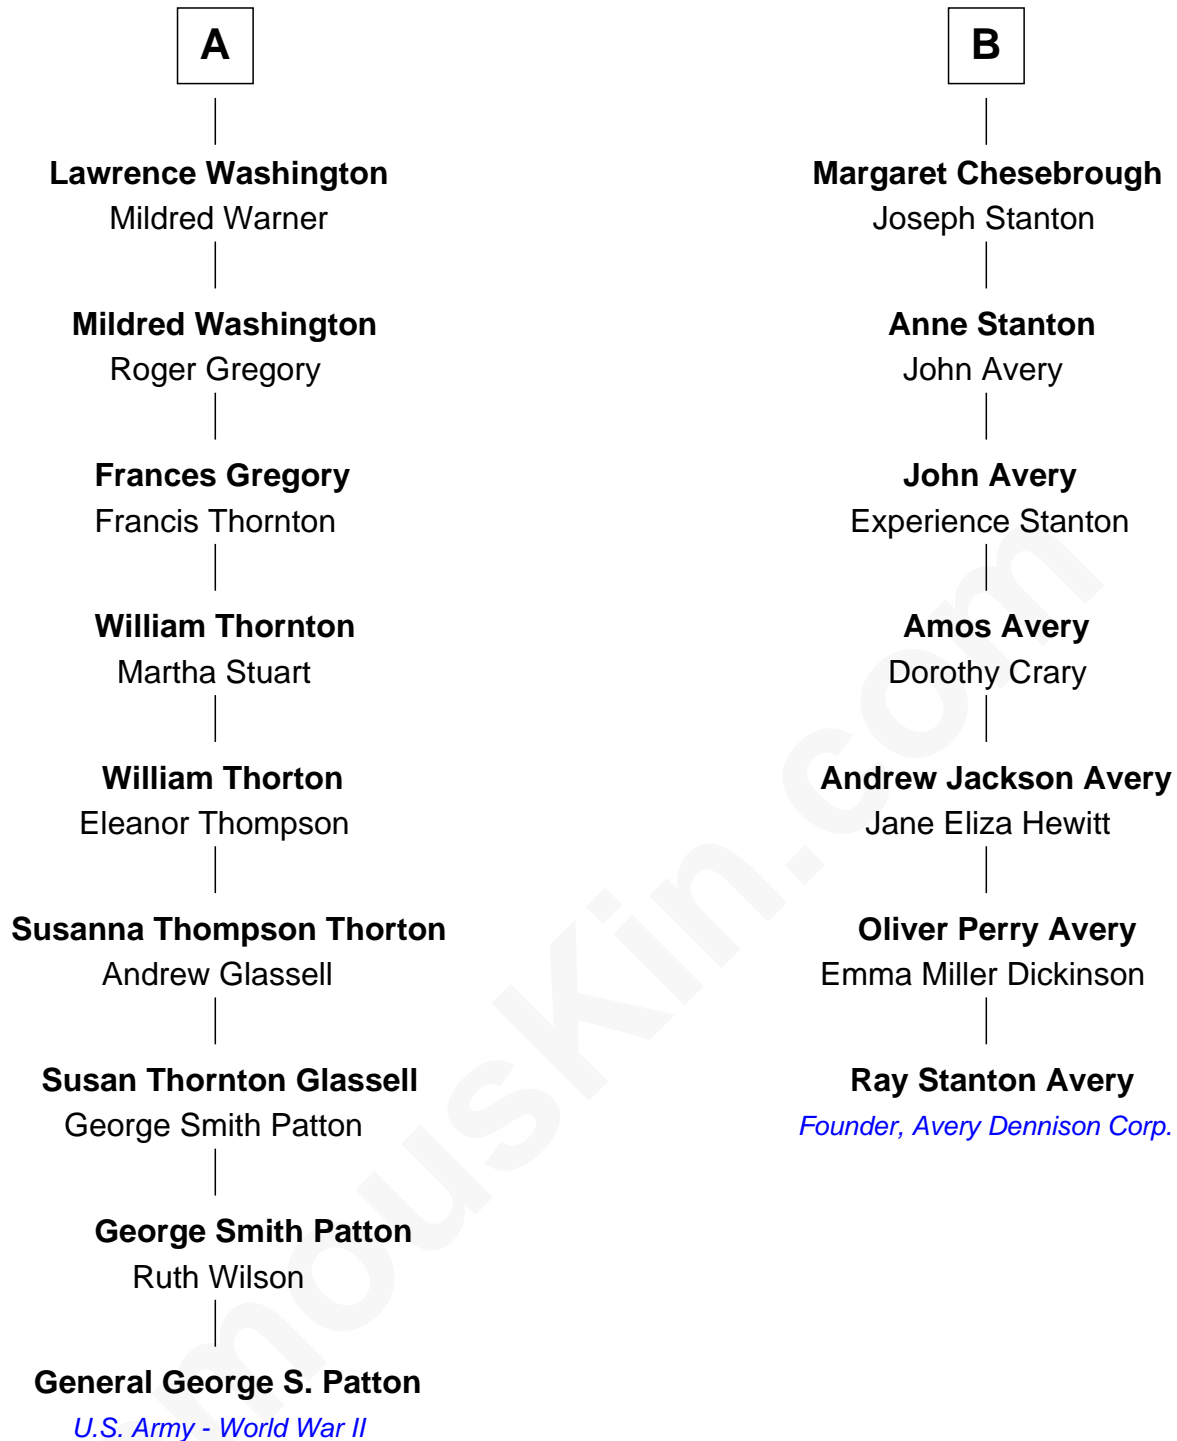 A
Lawrence Washington
Mildred Warner
Mildred Washington
Roger Gregory
Frances Gregory
Francis Thornton
William Thornton
Martha Stuart
William Thorton
Eleanor Thompson
Susanna Thompson Thorton
Andrew Glassell
Susan Thornton Glassell
George Smith Patton
George Smith Patton
Ruth Wilson
General George S. Patton
U.S. Army - World War II
B
Margaret Chesebrough
Joseph Stanton
Anne Stanton
John Avery
John Avery
Experience Stanton
Amos Avery
Dorothy Crary
Andrew Jackson Avery
Jane Eliza Hewitt
Oliver Perry Avery
Emma Miller Dickinson
Ray Stanton Avery
Founder, Avery Dennison Corp.
mouskin.com